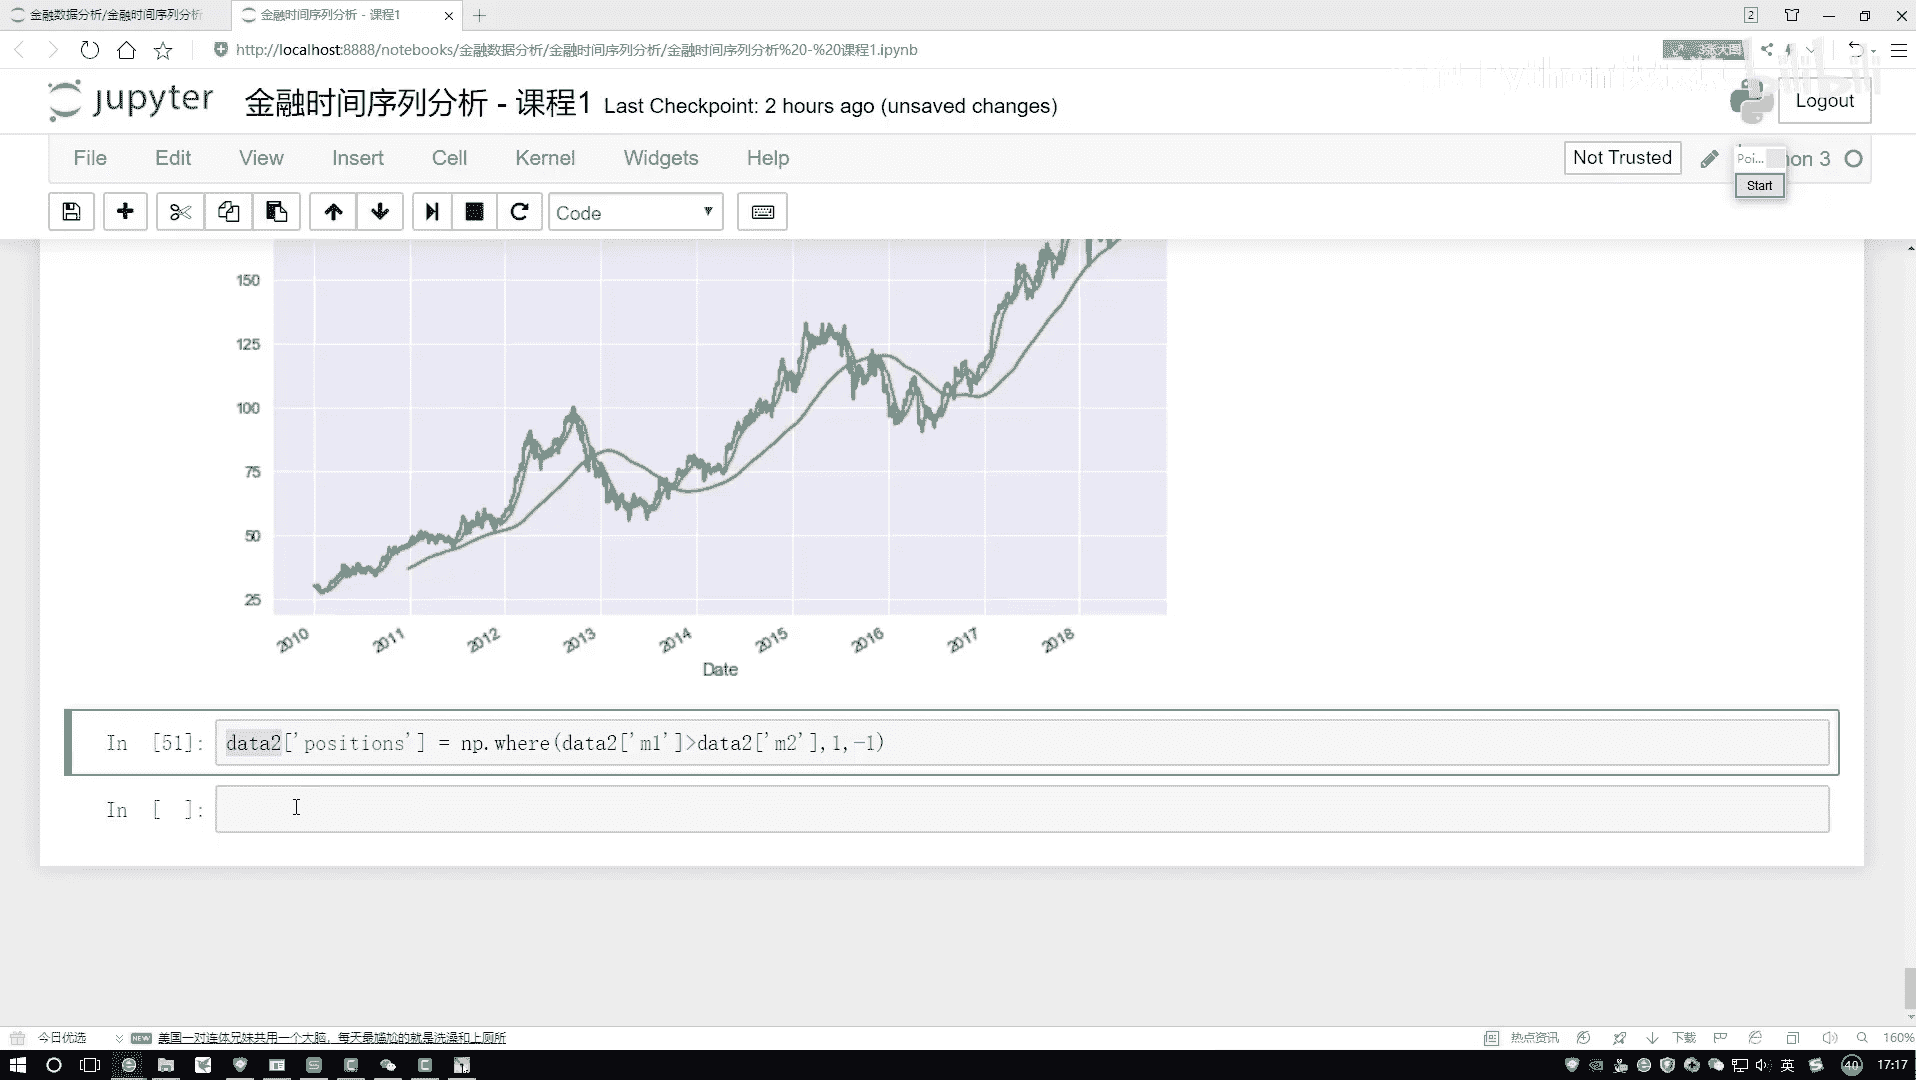 金融数据分析/金融时间序列分析
金融时间序列分析 - 课程1
2
http://localhost:8888/notebooks/金融数据分析/金融时间序列分析/金融时间序列分析%20-%20课程1.ipynb
bilibili
jupyter
金融时间序列分析 - 课程1
Last Checkpoint: 2 hours ago (unsaved changes)
Logout
File
Edit
View
Insert
Cell
Kernel
Widgets
Help
Not Trusted
Poi...
on 3
Start
Code
150
125
100
75
50
25
2010
2011
2012
2013
2014
2015
2016
2017
2018
Date
In [51]:
data2['positions'] = np.where(data2['m1']>data2['m2'],1,-1)
In [ ]:
今日优选
NEW
美国一对连体兄妹共用一个大脑，每天最尴尬的就是洗澡和上厕所
热点资讯
下载
160%
英
40
17:17